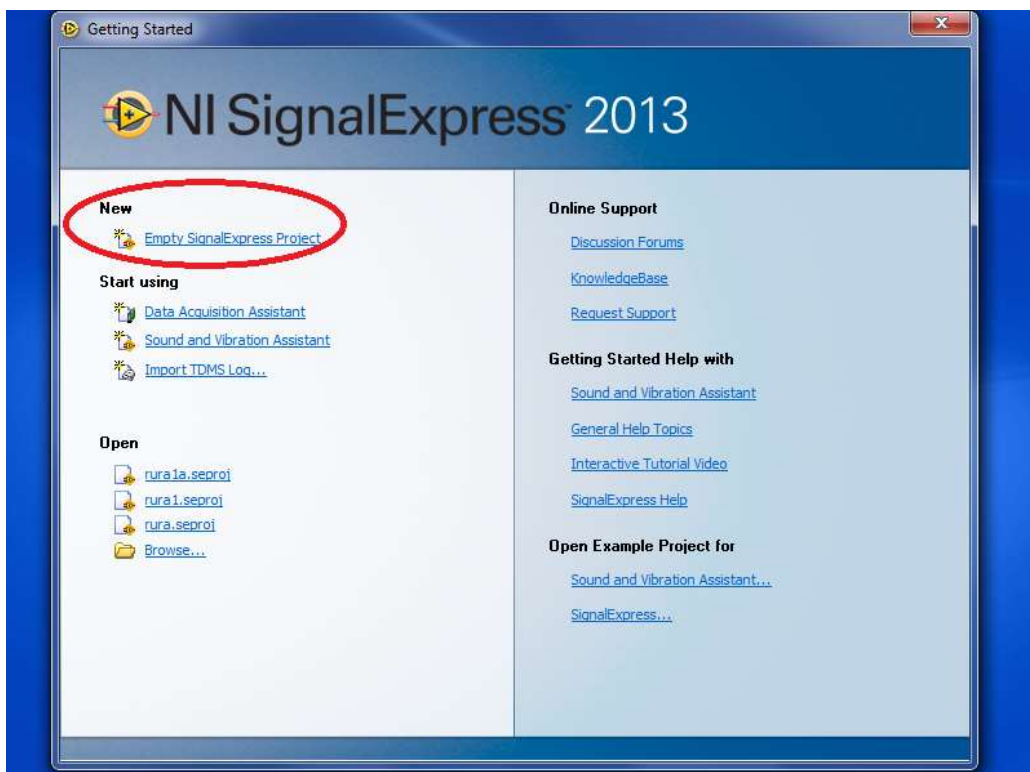 Getting Started
NI SignalExpress 2013
New
Empty SignalExpress Project
Start using
Data Acquisition Assistant
Sound and Vibration Assistant
Import TDMS Log...
Open
rura1a.seproj
rura1.seproj
rura.seproj
Browse...
Online Support
Discussion Forums
KnowledgeBase
Request Support
Getting Started Help with
Sound and Vibration Assistant
General Help Topics
Interactive Tutorial Video
SignalExpress Help
Open Example Project for
Sound and Vibration Assistant...
SignalExpress...